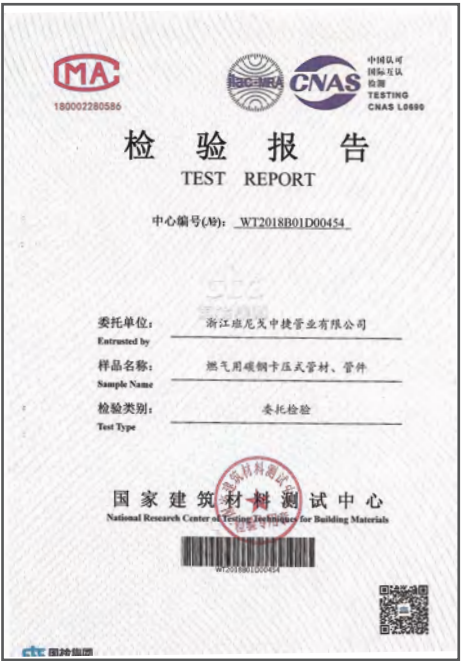 MA
180002280586
ilac-MRA
CNAS
中国认可
国际互认
检测
TESTING
CNAS L0690
检验报告
TEST REPORT
中心编号(№): WT2018B01D00454
委托单位: 浙江班尼戈中捷管业有限公司
Entrusted by
样品名称: 燃气用碳钢卡压式管材、管件
Sample Name
检验类别: 委托检验
Test Type
国家建筑材料测试中心
National Research Center of Testing Techniques for Building Materials
WT2018B01D00454
ctc 国检集团